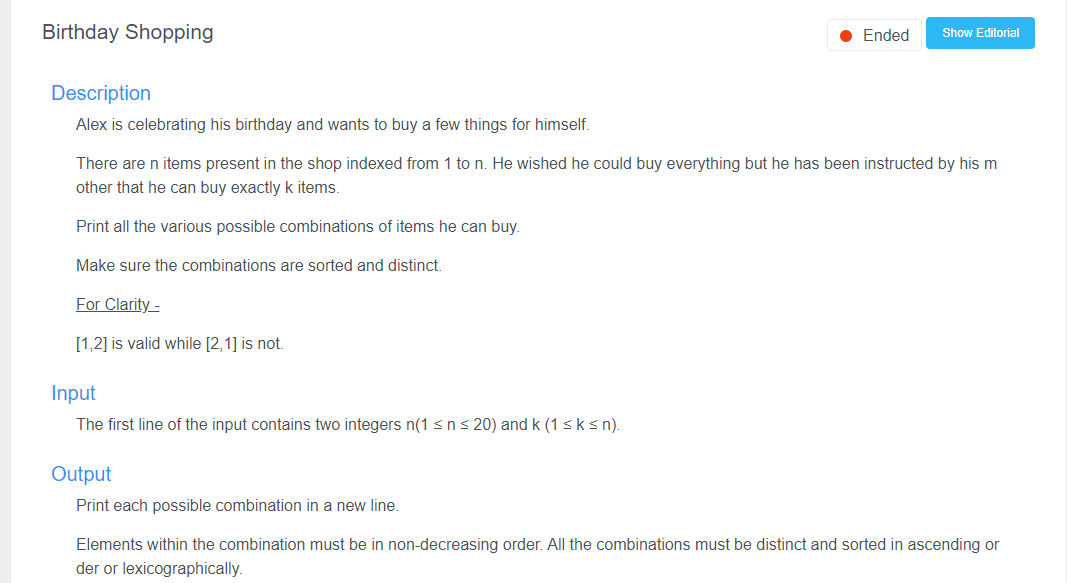 Birthday Shopping
Ended
Show Editorial
Description
Alex is celebrating his birthday and wants to buy a few things for himself.
There are n items present in the shop indexed from 1 to n. He wished he could buy everything but he has been instructed by his m
other that he can buy exactly k items.
Print all the various possible combinations of items he can buy.
Make sure the combinations are sorted and distinct.
For Clarity -
[1,2] is valid while [2,1] is not.
Input
The first line of the input contains two integers n(1 ≤ n ≤ 20) and k (1 ≤ k ≤ n).
Output
Print each possible combination in a new line.
Elements within the combination must be in non-decreasing order. All the combinations must be distinct and sorted in ascending or
der or lexicographically.